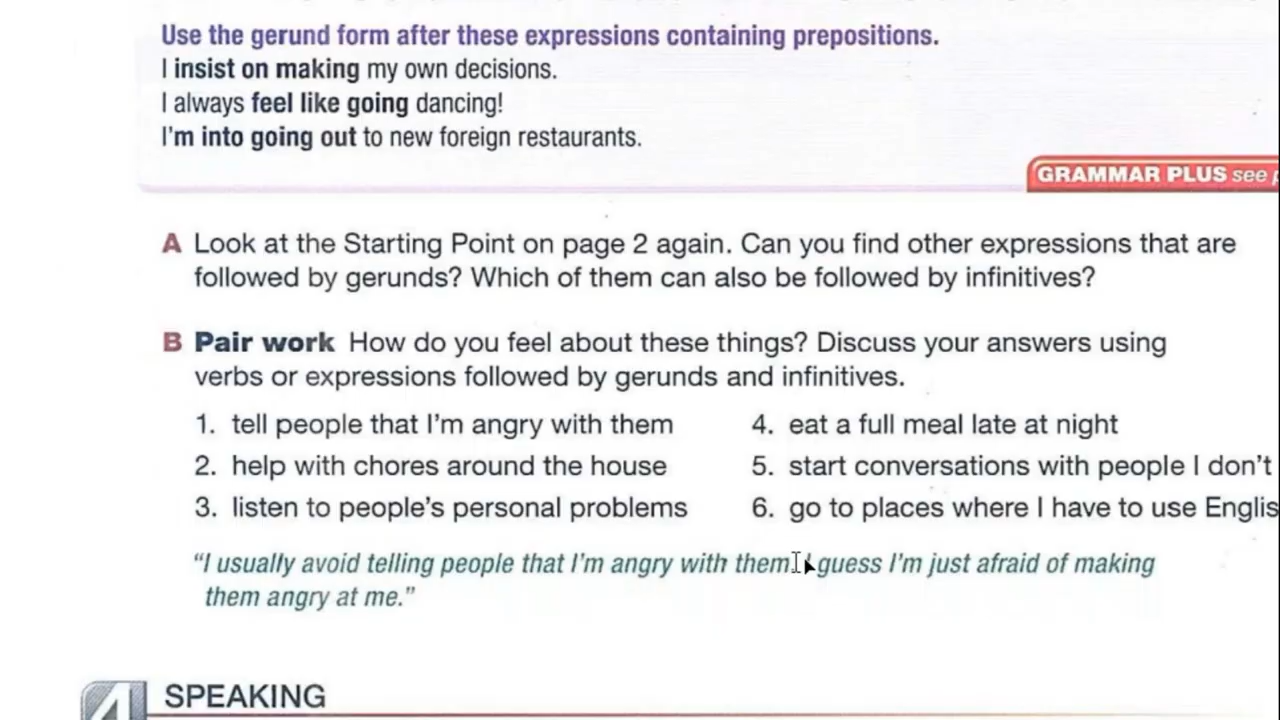 Use the gerund form after these expressions containing prepositions.
I insist on making my own decisions.
I always feel like going dancing!
I'm into going out to new foreign restaurants.
GRAMMAR PLUS see
A Look at the Starting Point on page 2 again. Can you find other expressions that are
followed by gerunds? Which of them can also be followed by infinitives?
B Pair work How do you feel about these things? Discuss your answers using
verbs or expressions followed by gerunds and infinitives.
1. tell people that I'm angry with them
2. help with chores around the house
3. listen to people's personal problems
4. eat a full meal late at night
5. start conversations with people I don't
6. go to places where I have to use Englis
"I usually avoid telling people that I'm angry with them. I guess I'm just afraid of making
them angry at me."
4 SPEAKING